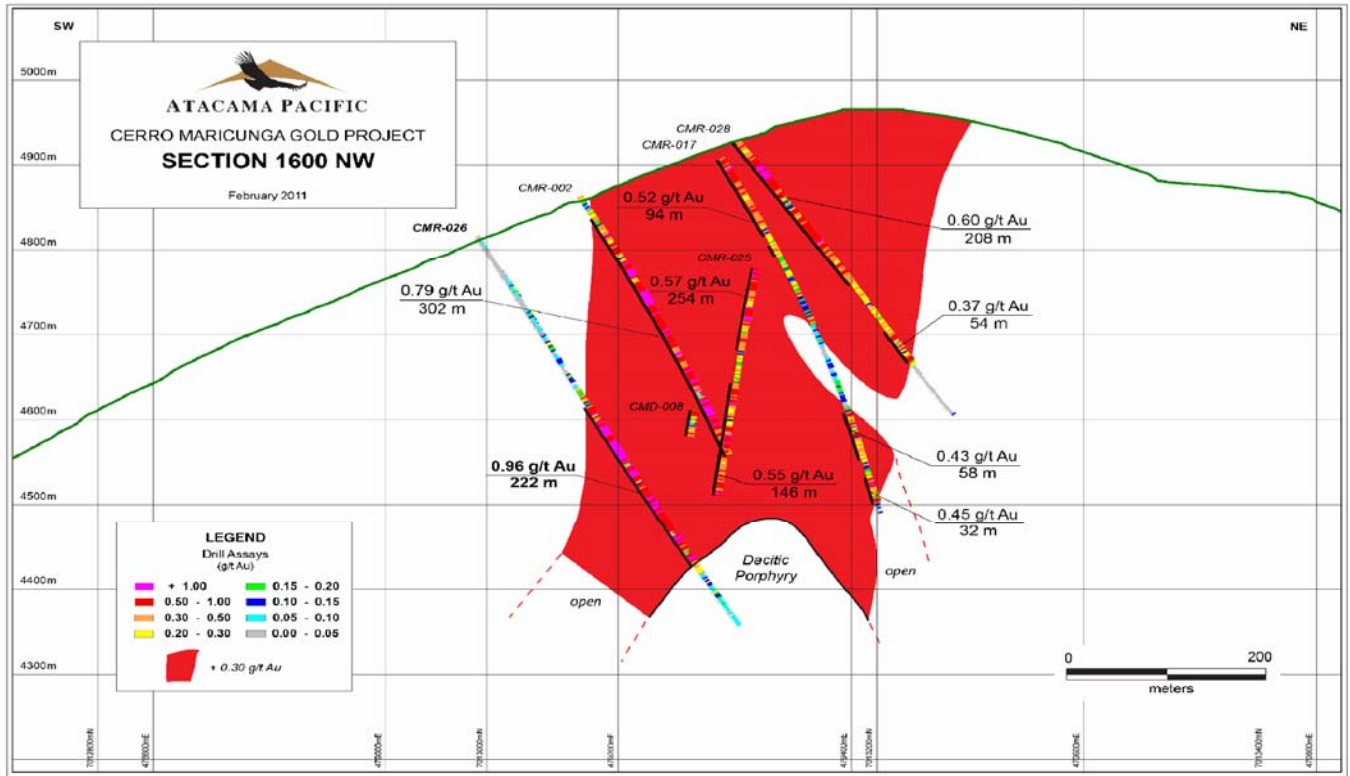 SW
NE
ATACAMA PACIFIC
CERRO MARICUNGA GOLD PROJECT
SECTION 1600 NW
February 2011
5000m
4900m
4800m
4700m
4600m
4500m
4400m
4300m
CMR-028
CMR-017
CMR-002
CMR-026
CMR-025
CMD-008
0.52 g/t Au
94 m
0.60 g/t Au
208 m
0.79 g/t Au
302 m
0.57 g/t Au
254 m
0.37 g/t Au
54 m
0.96 g/t Au
222 m
0.55 g/t Au
146 m
0.43 g/t Au
58 m
0.45 g/t Au
32 m
Dacitic
Porphyry
open
open
LEGEND
Drill Assays
(g/t Au)
+ 1.00
0.50 - 1.00
0.30 - 0.50
0.20 - 0.30
0.15 - 0.20
0.10 - 0.15
0.05 - 0.10
0.00 - 0.05
+ 0.30 g/t Au
0
200
meters
7012800mN
7013000mN
7013200mN
7013400mN